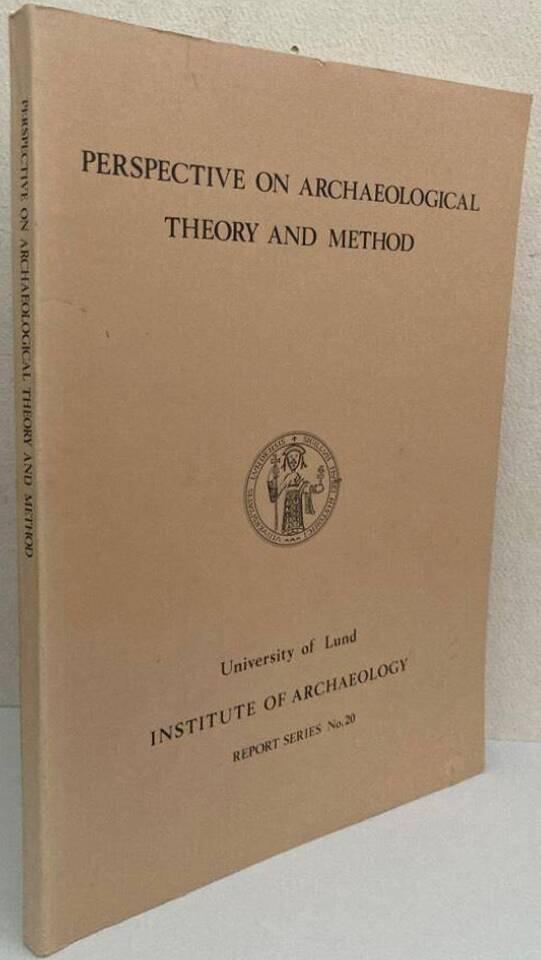 PERSPECTIVE ON ARCHAEOLOGICAL THEORY AND METHOD
PERSPECTIVE ON ARCHAEOLOGICAL
THEORY AND METHOD
University of Lund
INSTITUTE OF ARCHAEOLOGY
REPORT SERIES No. 20